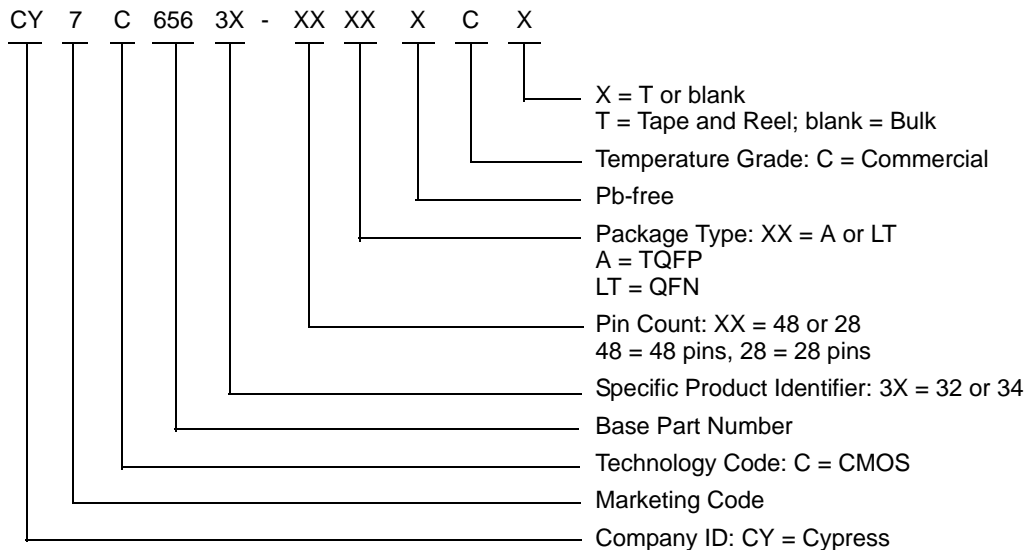 CY 7 C 656 3X - XX XX X C X
X = T or blank
T = Tape and Reel; blank = Bulk
Temperature Grade: C = Commercial
Pb-free
Package Type: XX = A or LT
A = TQFP
LT = QFN
Pin Count: XX = 48 or 28
48 = 48 pins, 28 = 28 pins
Specific Product Identifier: 3X = 32 or 34
Base Part Number
Technology Code: C = CMOS
Marketing Code
Company ID: CY = Cypress